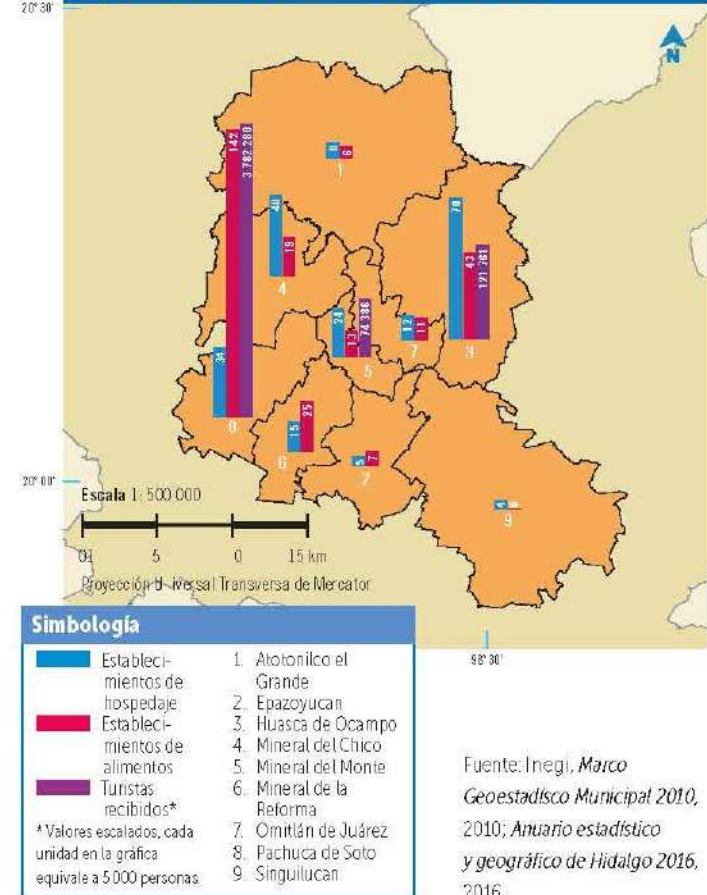 20° 30'
N
8
6
1
142
3 782 280
40
19
4
70
43
121 761
3
24
13
74 386
5
12
11
7
34
15
25
6
5
7
2
4
9
20° 00'
Escala 1: 500 000
5
0
15 km
Proyección U iversal Transversa de Mercator
98° 30'
Simbología
Estableci-
mientos de
hospedaje
Estableci-
mientos de
alimentos
Turistas
recibidos*
* Valores escalados, cada
unidad en la gráfica
equivale a 5 000 personas
1. Atotonilco el
Grande
2. Epazoyucan
3. Huasca de Ocampo
4. Mineral del Chico
5. Mineral del Monte
6. Mineral de la
Reforma
7. Omitlán de Juárez
8. Pachuca de Soto
9. Singuilucan
Fuente: Inegi, Marco
Geoestadísco Municipal 2010,
2010; Anuario estadístico
y geográfico de Hidalgo 2016,
2016